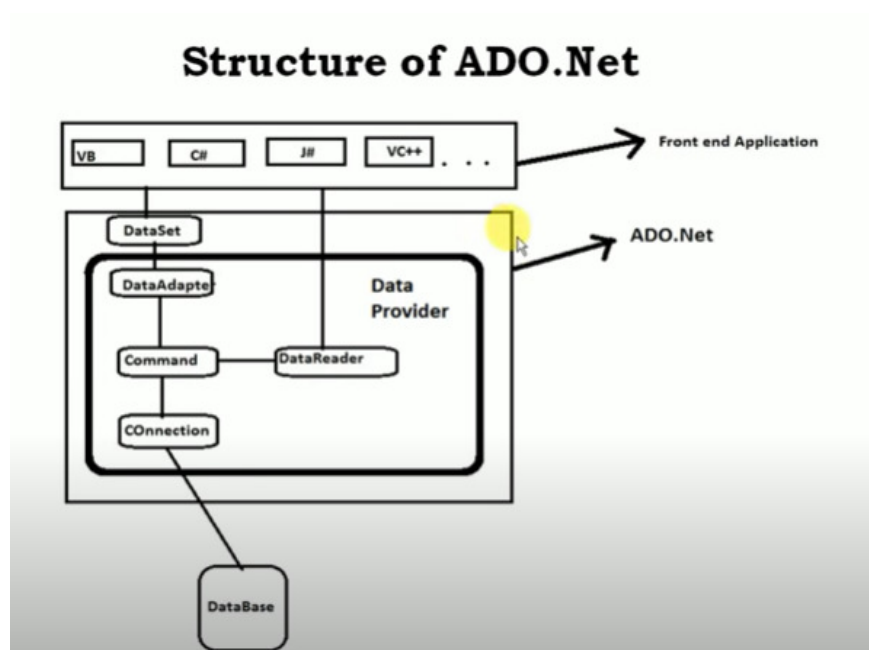 Structure of ADO.Net
VB
C#
J#
VC++ . . .
Front end Application
DataSet
ADO.Net
DataAdapter
Data
Provider
Command
DataReader
COnnection
DataBase